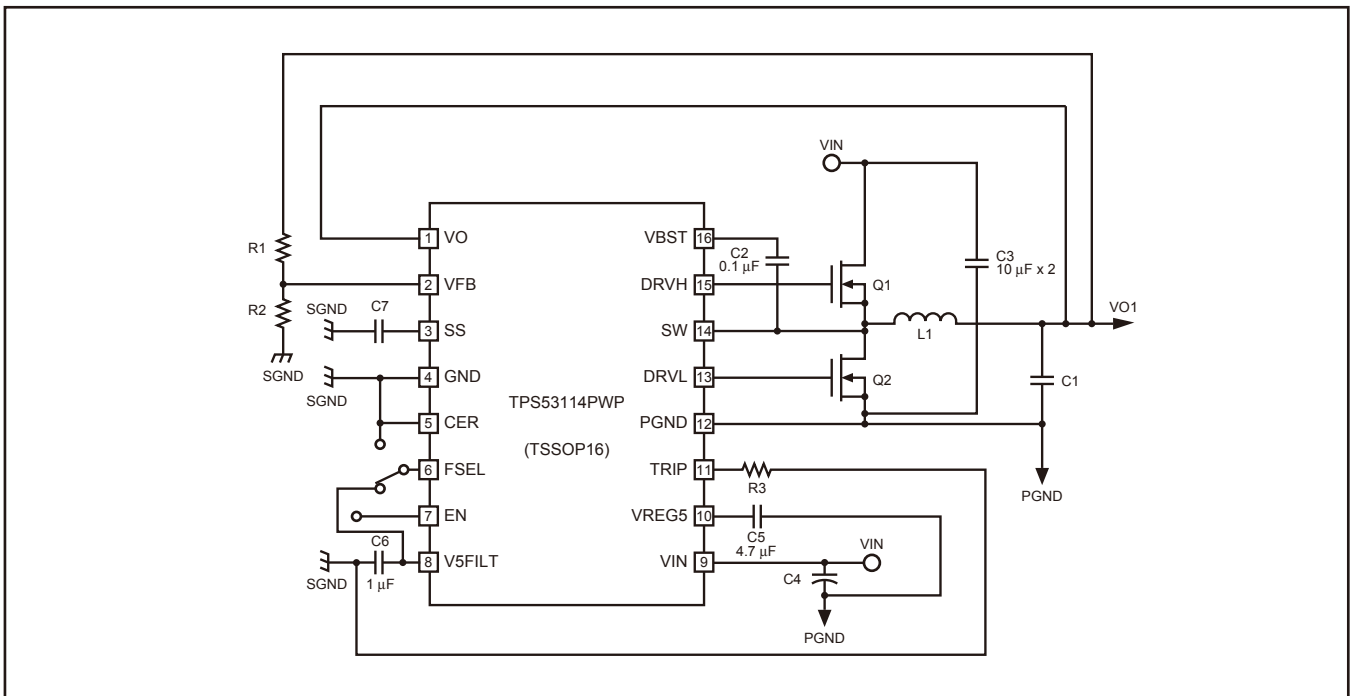 VIN
R1
1 VO
VBST 16
C2
0.1 µF
C3
10 µF x 2
2 VFB
DRVH 15
Q1
R2
SGND
C7
3 SS
SW 14
L1
VO1
SGND
4 GND
DRVL 13
Q2
C1
SGND
TPS53114PWP
5 CER
PGND 12
(TSSOP16)
6 FSEL
TRIP 11
R3
PGND
7 EN
VREG5 10
C5
4.7 µF
VIN
C6
1 µF
8 V5FILT
VIN 9
C4
SGND
PGND